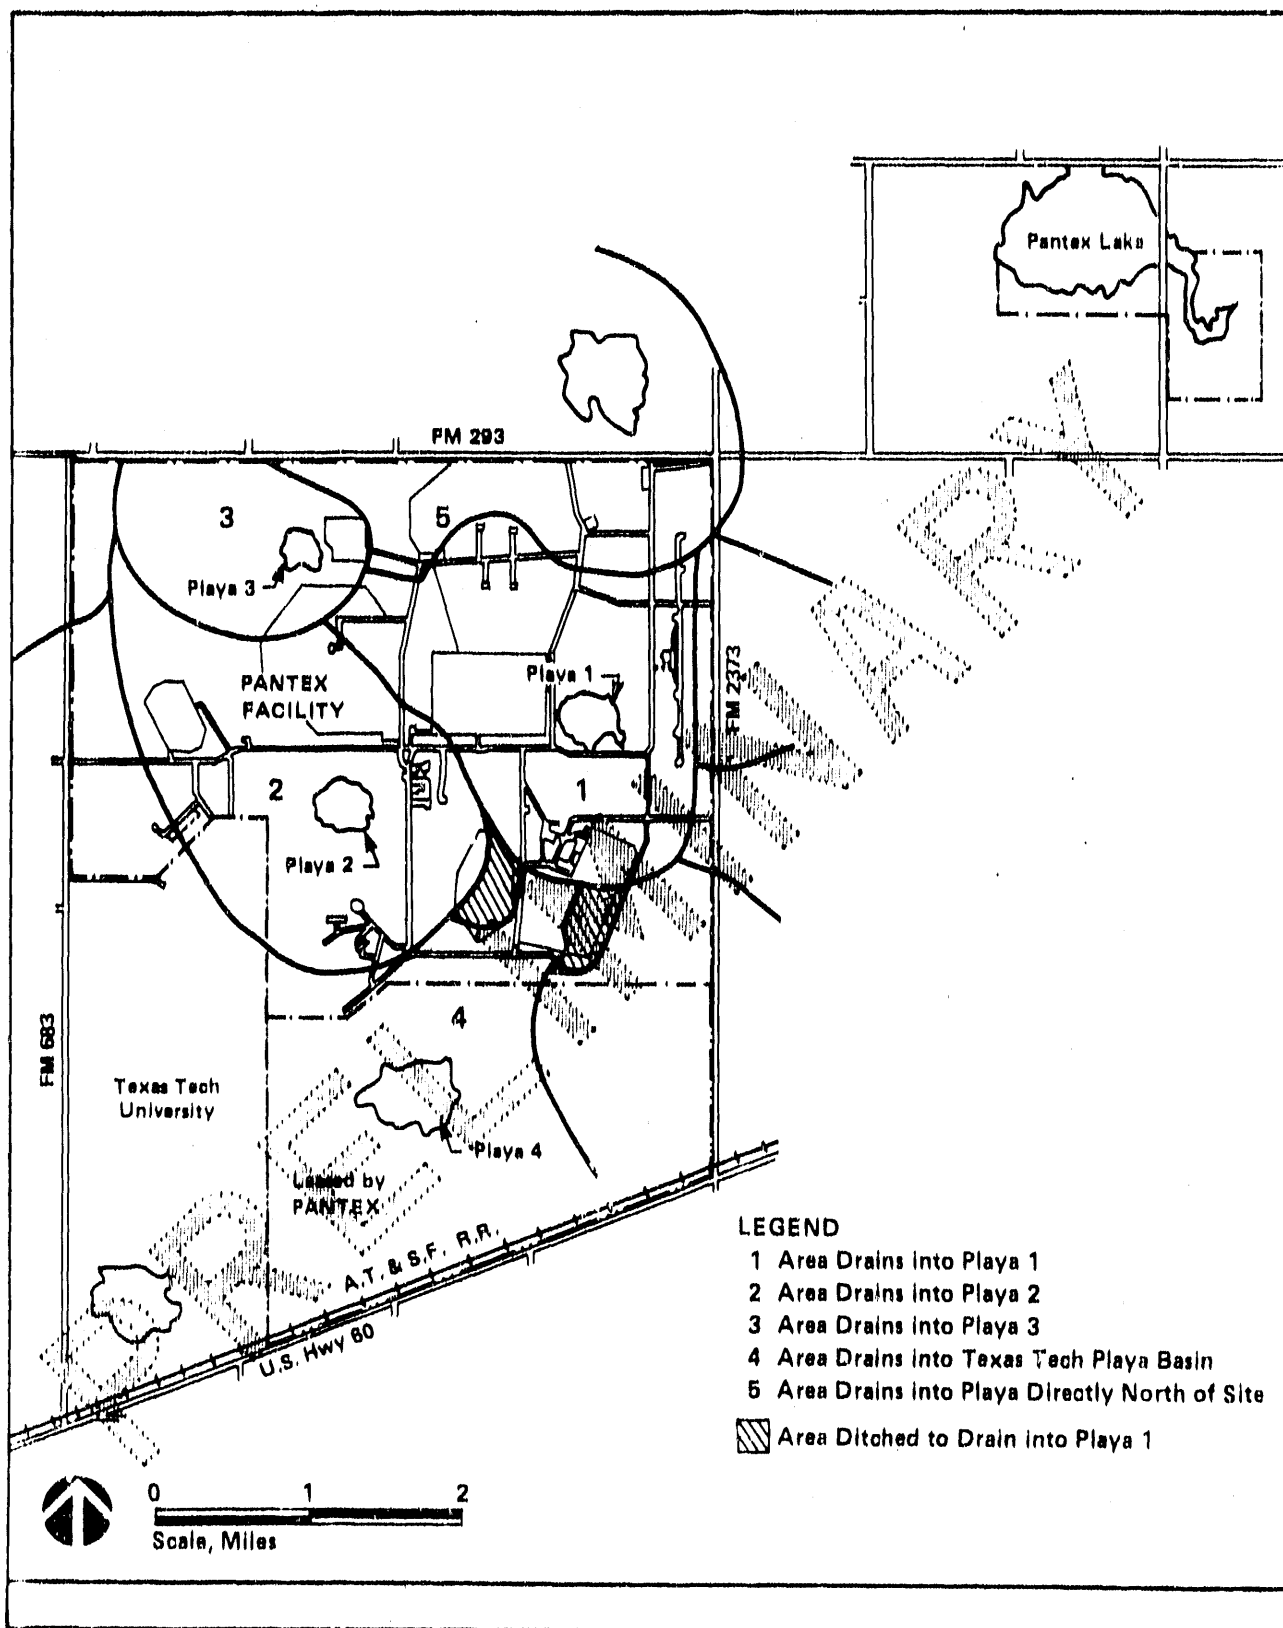 Pantex Lake
FM 293
3
5
Playa 3
Playa 1
FM 2373
PANTEX
FACILITY
2
1
Playa 2
4
FM 683
Texas Tech
University
Playa 4
Leased by
PANTEX
A.T. & S.F. R.R.
U.S. Hwy 60
PRELIMINARY
LEGEND
1 Area Drains into Playa 1
2 Area Drains into Playa 2
3 Area Drains into Playa 3
4 Area Drains into Texas Tech Playa Basin
5 Area Drains into Playa Directly North of Site
Area Ditched to Drain into Playa 1
0 1 2
Scale, Miles